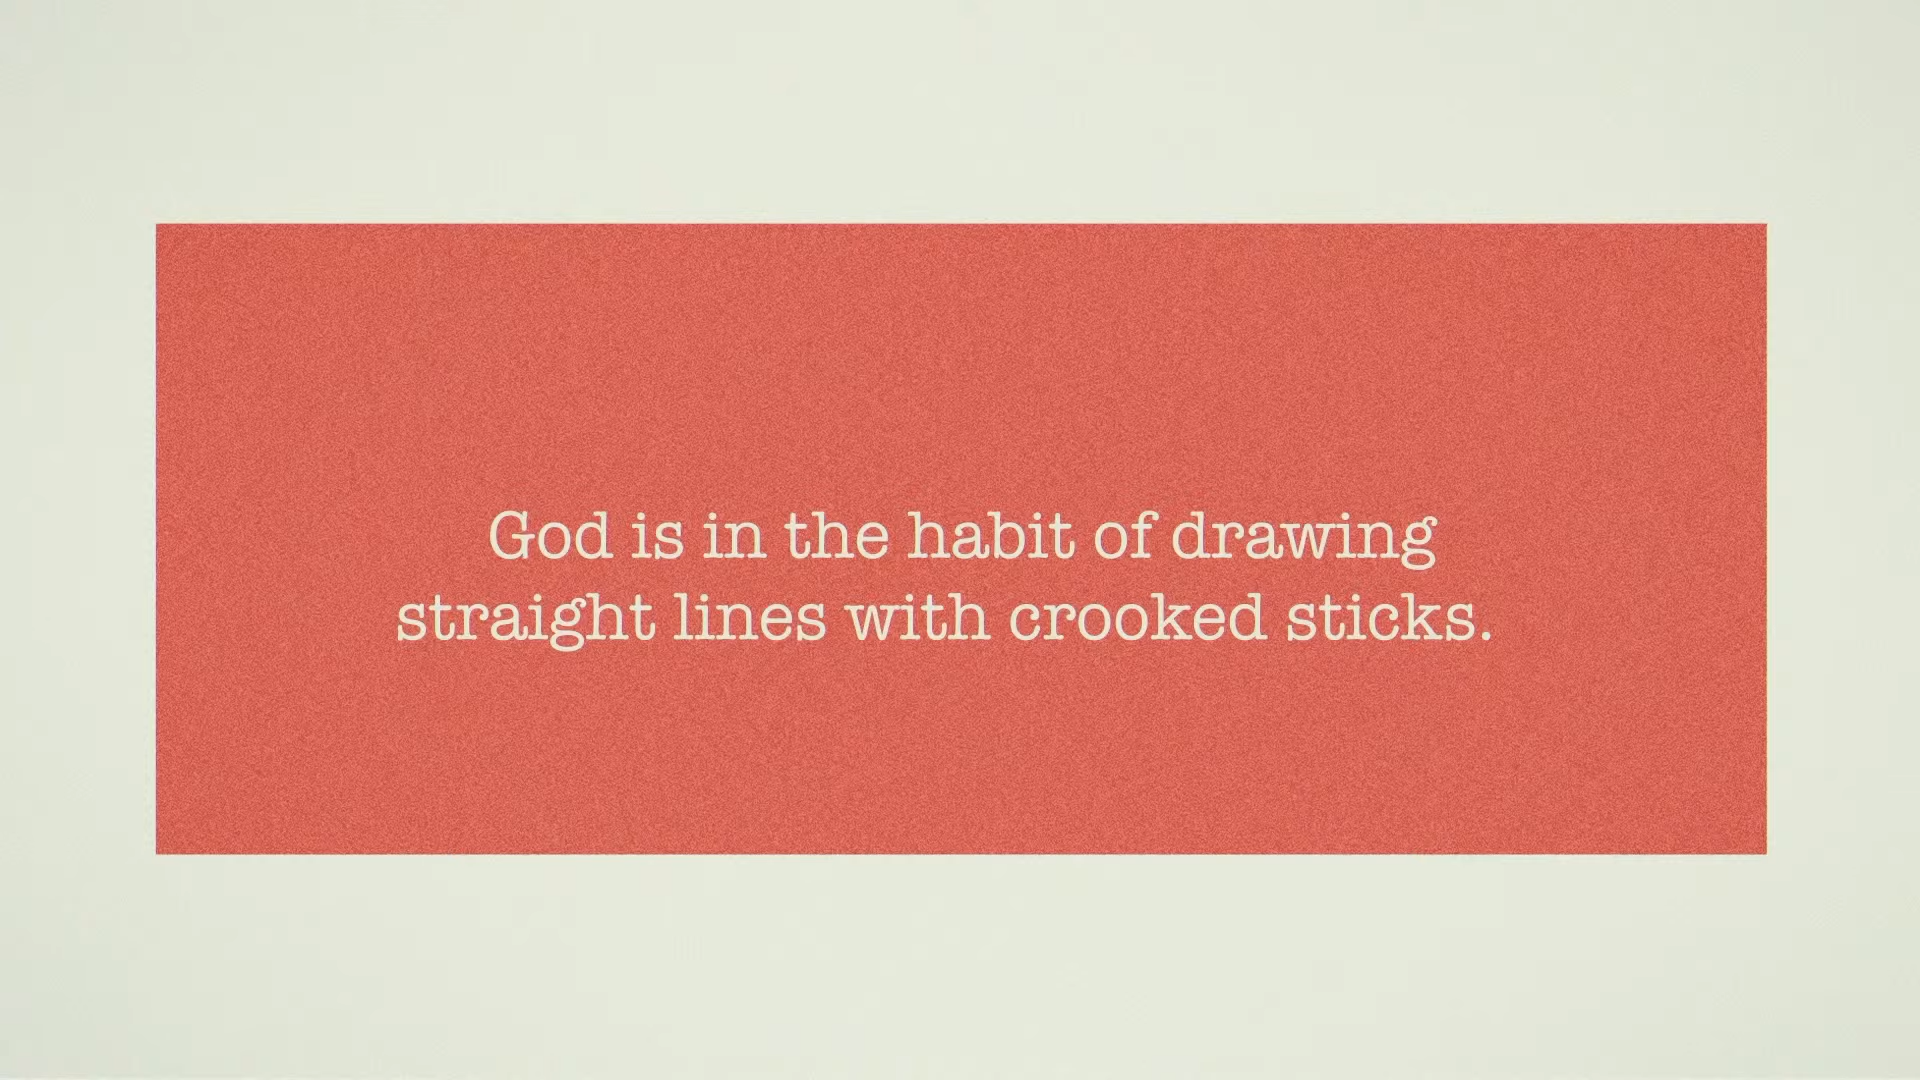 God is in the habit of drawing
straight lines with crooked sticks.